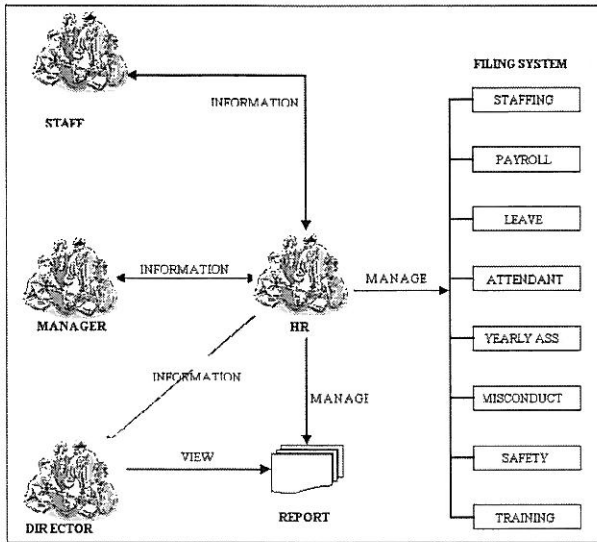 FILING SYSTEM
STAFFING
INFORMATION
STAFF
PAYROLL
LEAVE
INFORMATION
MANAGE
ATTENDANT
MANAGER
HR
YEARLY ASS
INFORMATION
MANAGI
MISCONDUCT
VIEW
SAFETY
DIRECTOR
REPORT
TRAINING